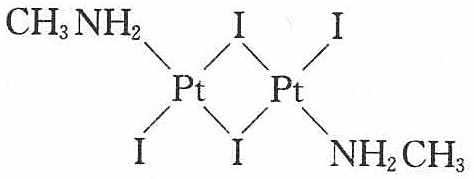 CH₃NH₂ I I
Pt Pt
I I NH₂CH₃